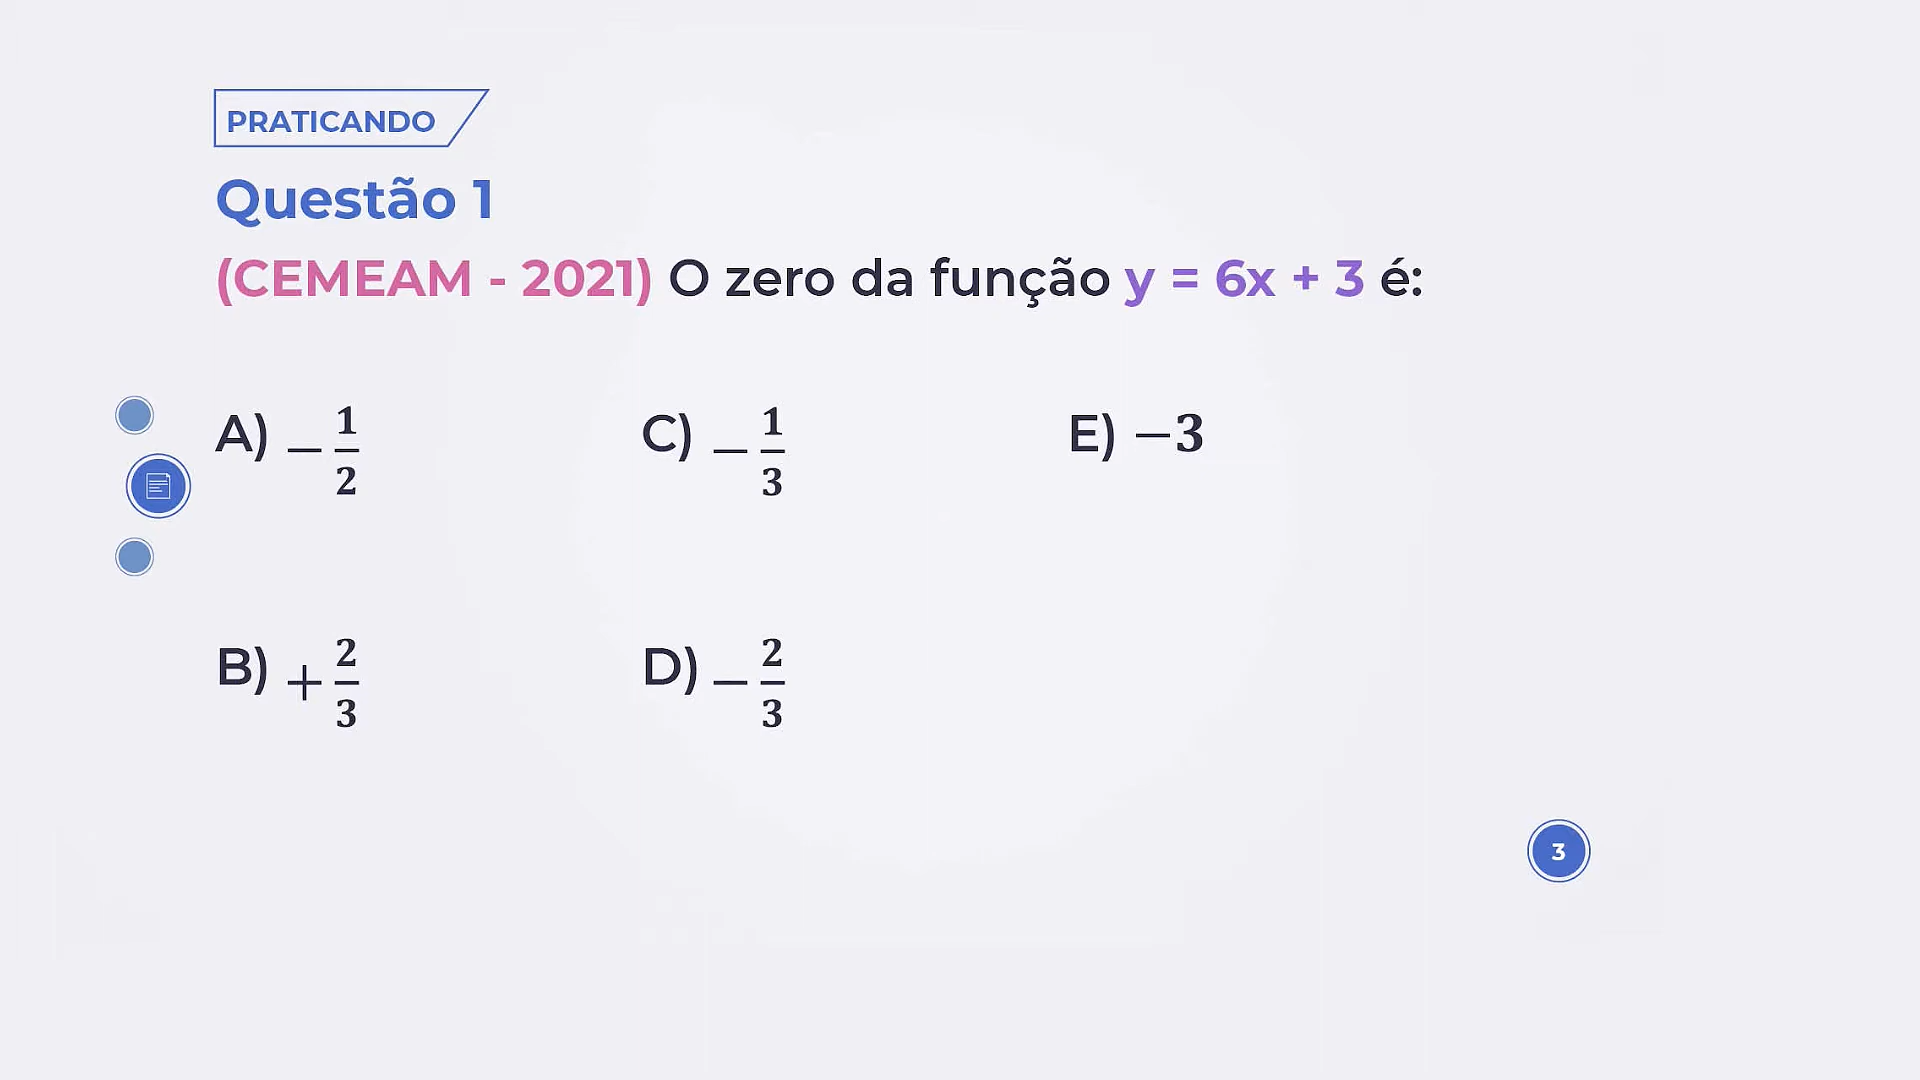 PRATICANDO
Questão 1
(CEMEAM - 2021) O zero da função y = 6x + 3 é:
A) − 1/2
C) − 1/3
E) −3
B) + 2/3
D) − 2/3
3